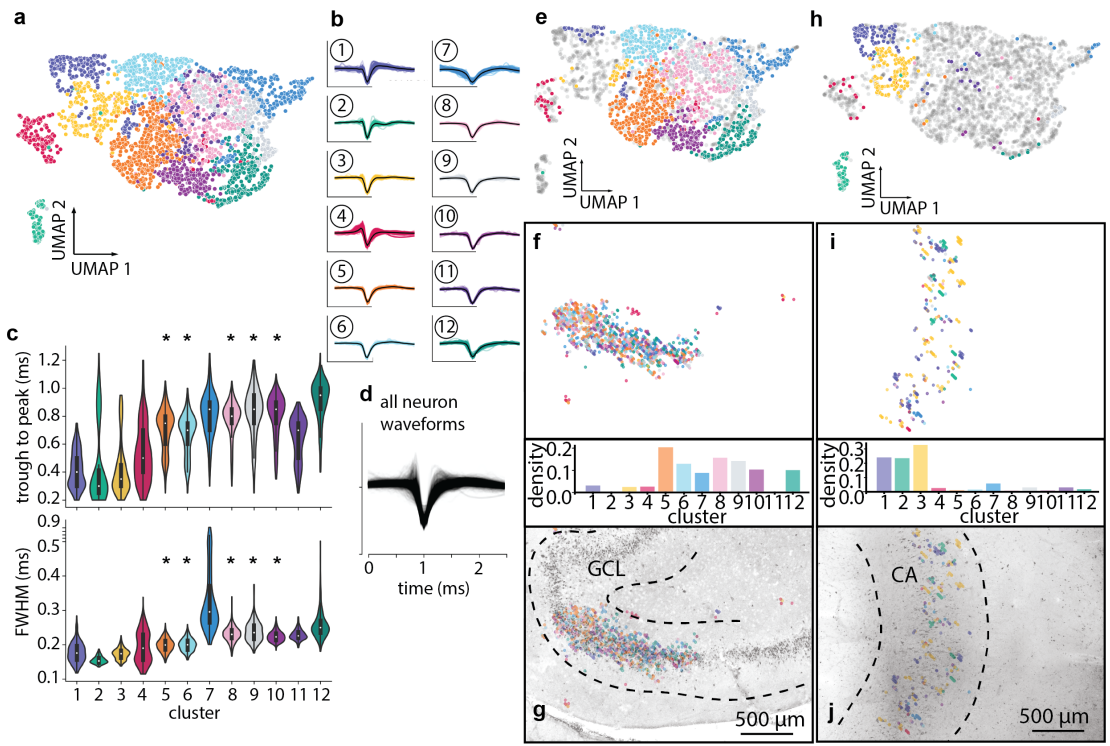 a
UMAP 2
UMAP 1
b
1
7
2
8
3
9
4
10
5
11
6
12
c
* * * * *
trough to peak (ms)
1.2
1.0
0.8
0.6
0.4
0.2
FWHM (ms)
0.9
0.5
0.4
0.3
0.2
0.1
* * * * *
1 2 3 4 5 6 7 8 9 10 11 12
cluster
d
all neuron
waveforms
0 1 2
time (ms)
e
UMAP 2
UMAP 1
f
density
0.2
0.1
0.0
1 2 3 4 5 6 7 8 9 10 11 12
cluster
GCL
g
500 μm
h
UMAP 2
UMAP 1
i
density
0.3
0.2
0.1
0.0
1 2 3 4 5 6 7 8 9 10 11 12
cluster
CA
j
500 μm